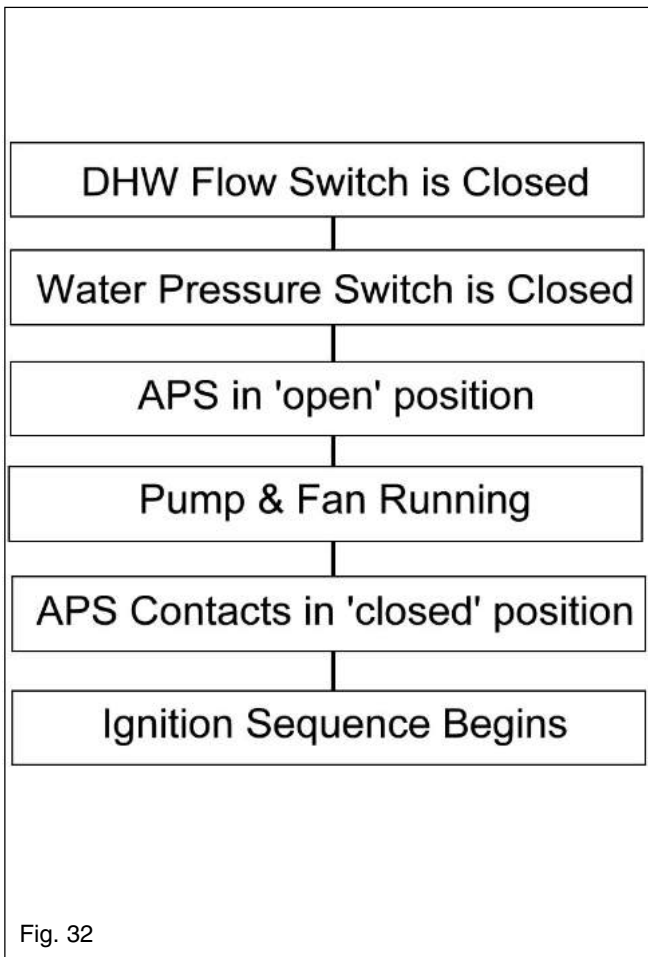 DHW Flow Switch is Closed
Water Pressure Switch is Closed
APS in 'open' position
Pump & Fan Running
APS Contacts in 'closed' position
Ignition Sequence Begins
Fig. 32